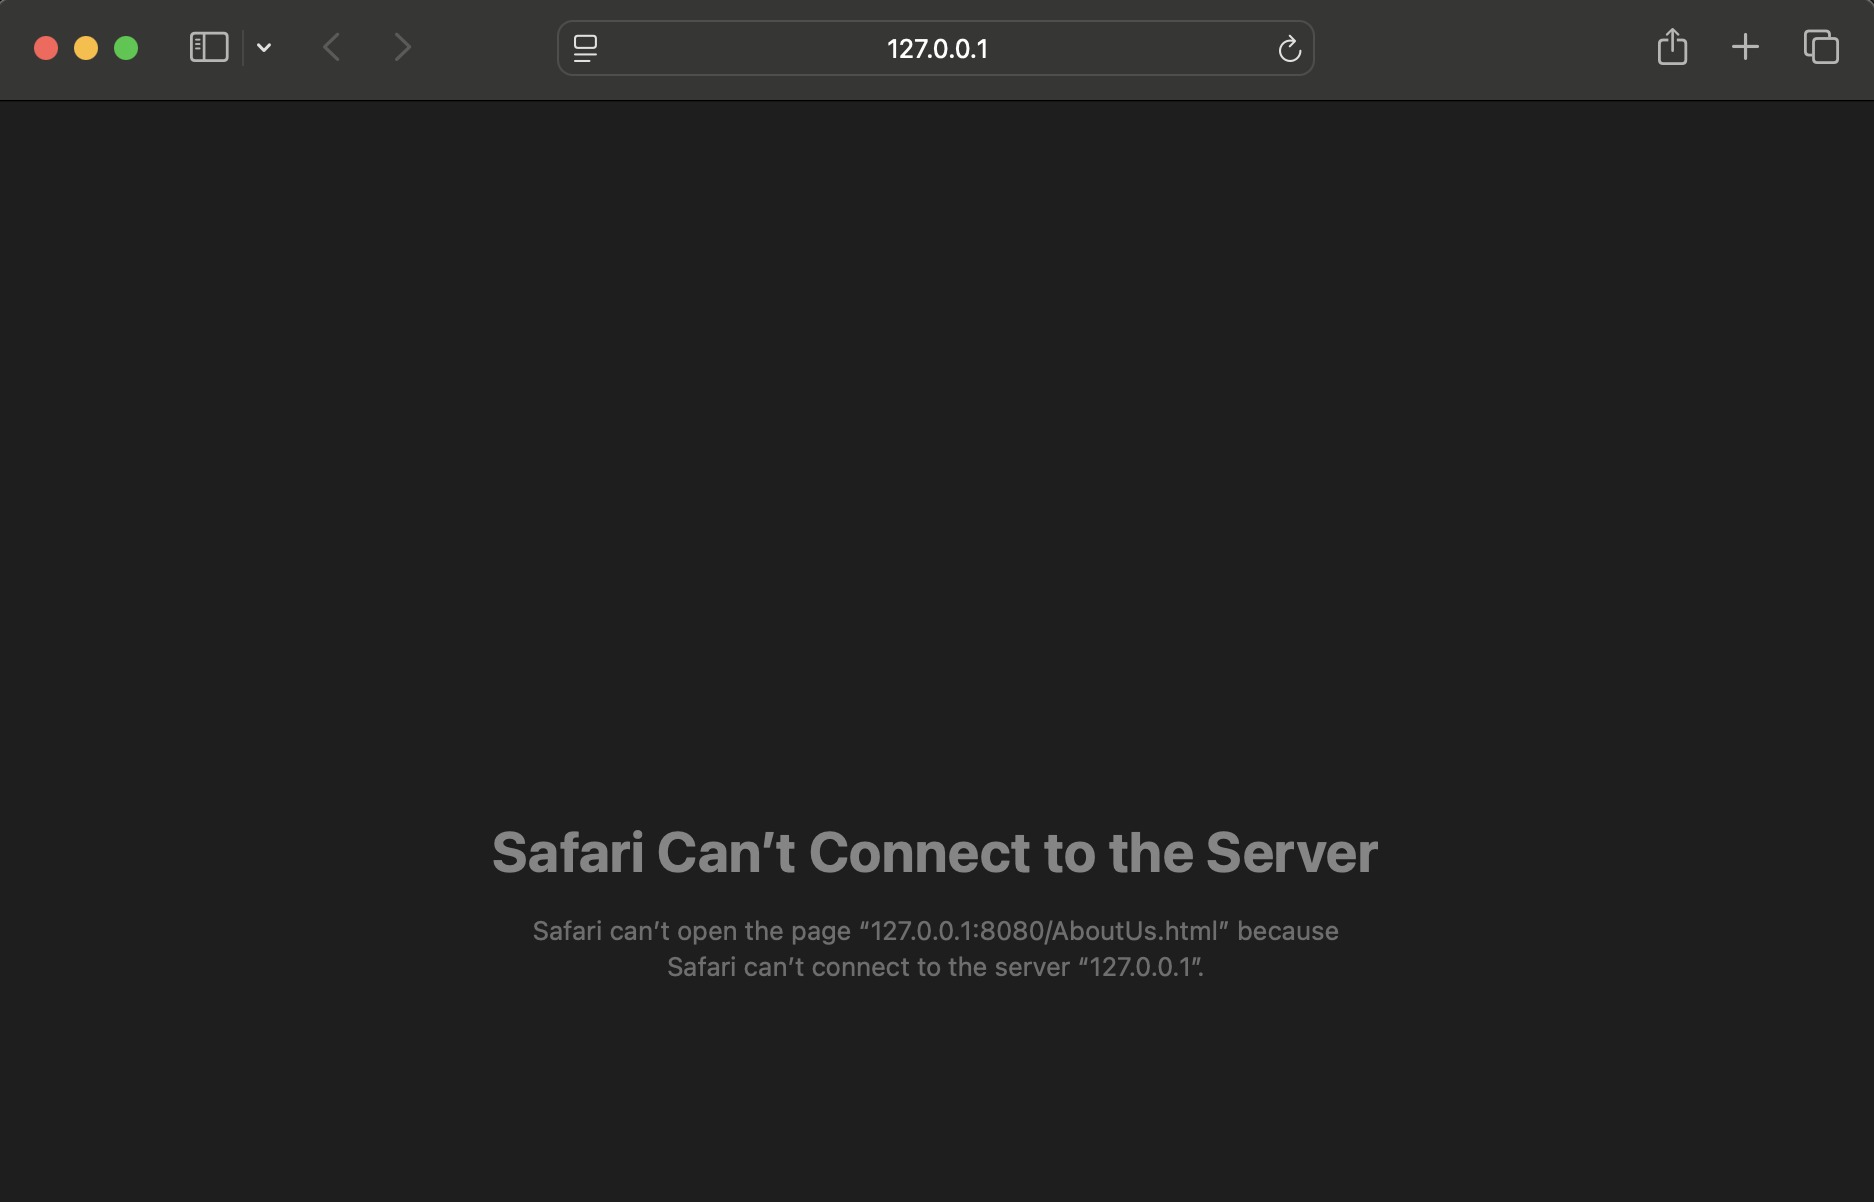 127.0.0.1
Safari Can’t Connect to the Server
Safari can’t open the page “127.0.0.1:8080/AboutUs.html” because
Safari can’t connect to the server “127.0.0.1”.